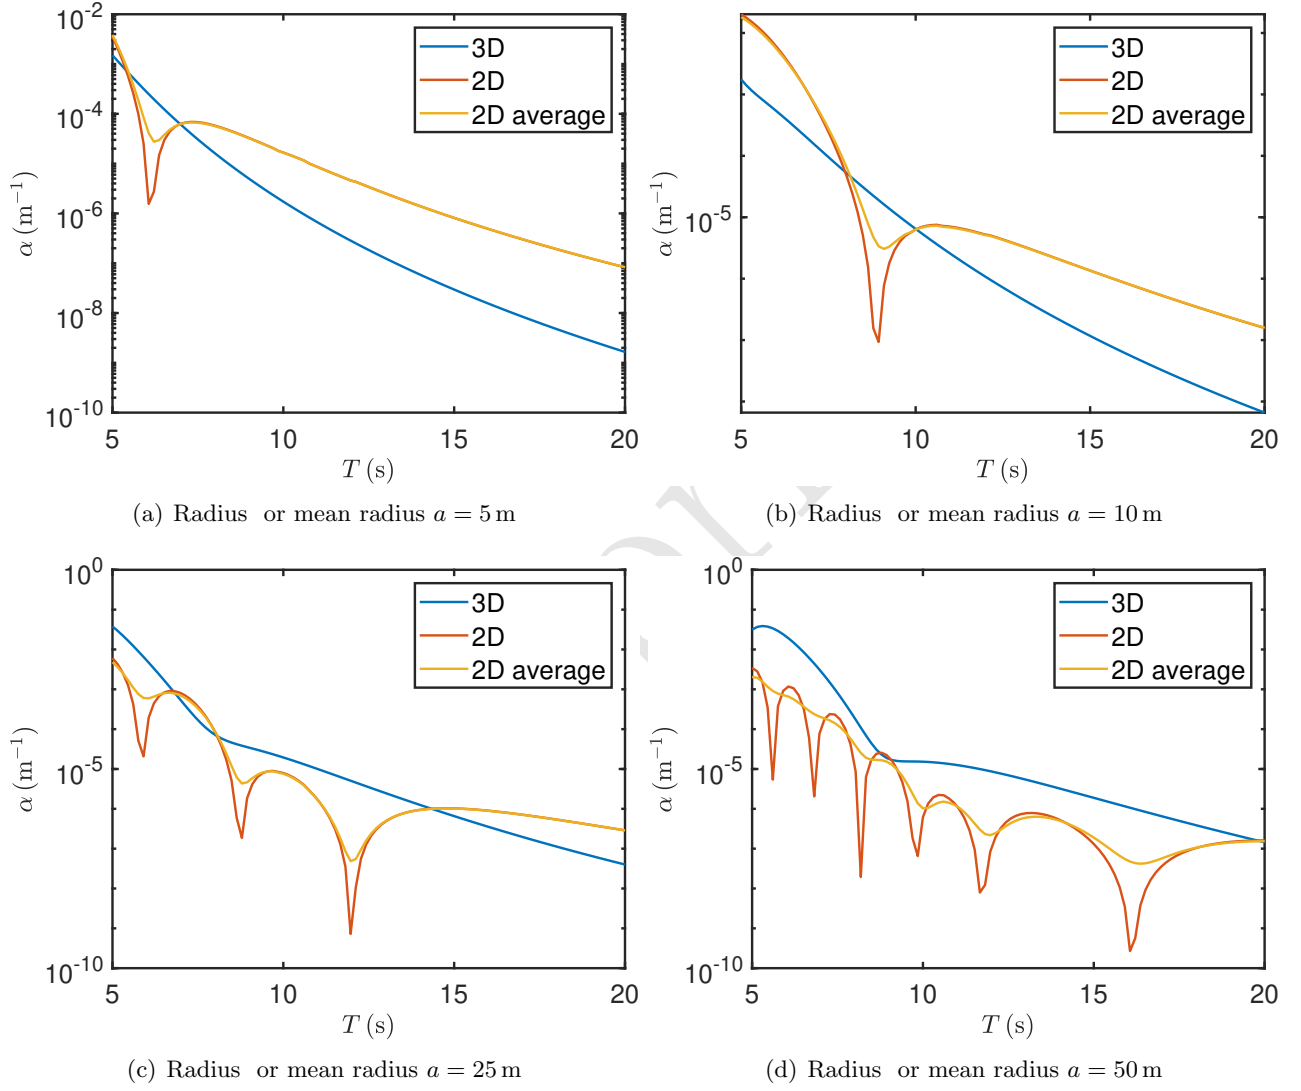 10^{-2}
10^{-4}
10^{-6}
10^{-8}
10^{-10}
α (m^{-1})
3D
2D
2D average
5 10 15 20
T (s)
(a) Radius or mean radius a = 5 m
10^{-5}
α (m^{-1})
3D
2D
2D average
5 10 15 20
T (s)
(b) Radius or mean radius a = 10 m
10^{0}
10^{-5}
10^{-10}
α (m^{-1})
3D
2D
2D average
5 10 15 20
T (s)
(c) Radius or mean radius a = 25 m
10^{0}
10^{-5}
10^{-10}
α (m^{-1})
3D
2D
2D average
5 10 15 20
T (s)
(d) Radius or mean radius a = 50 m